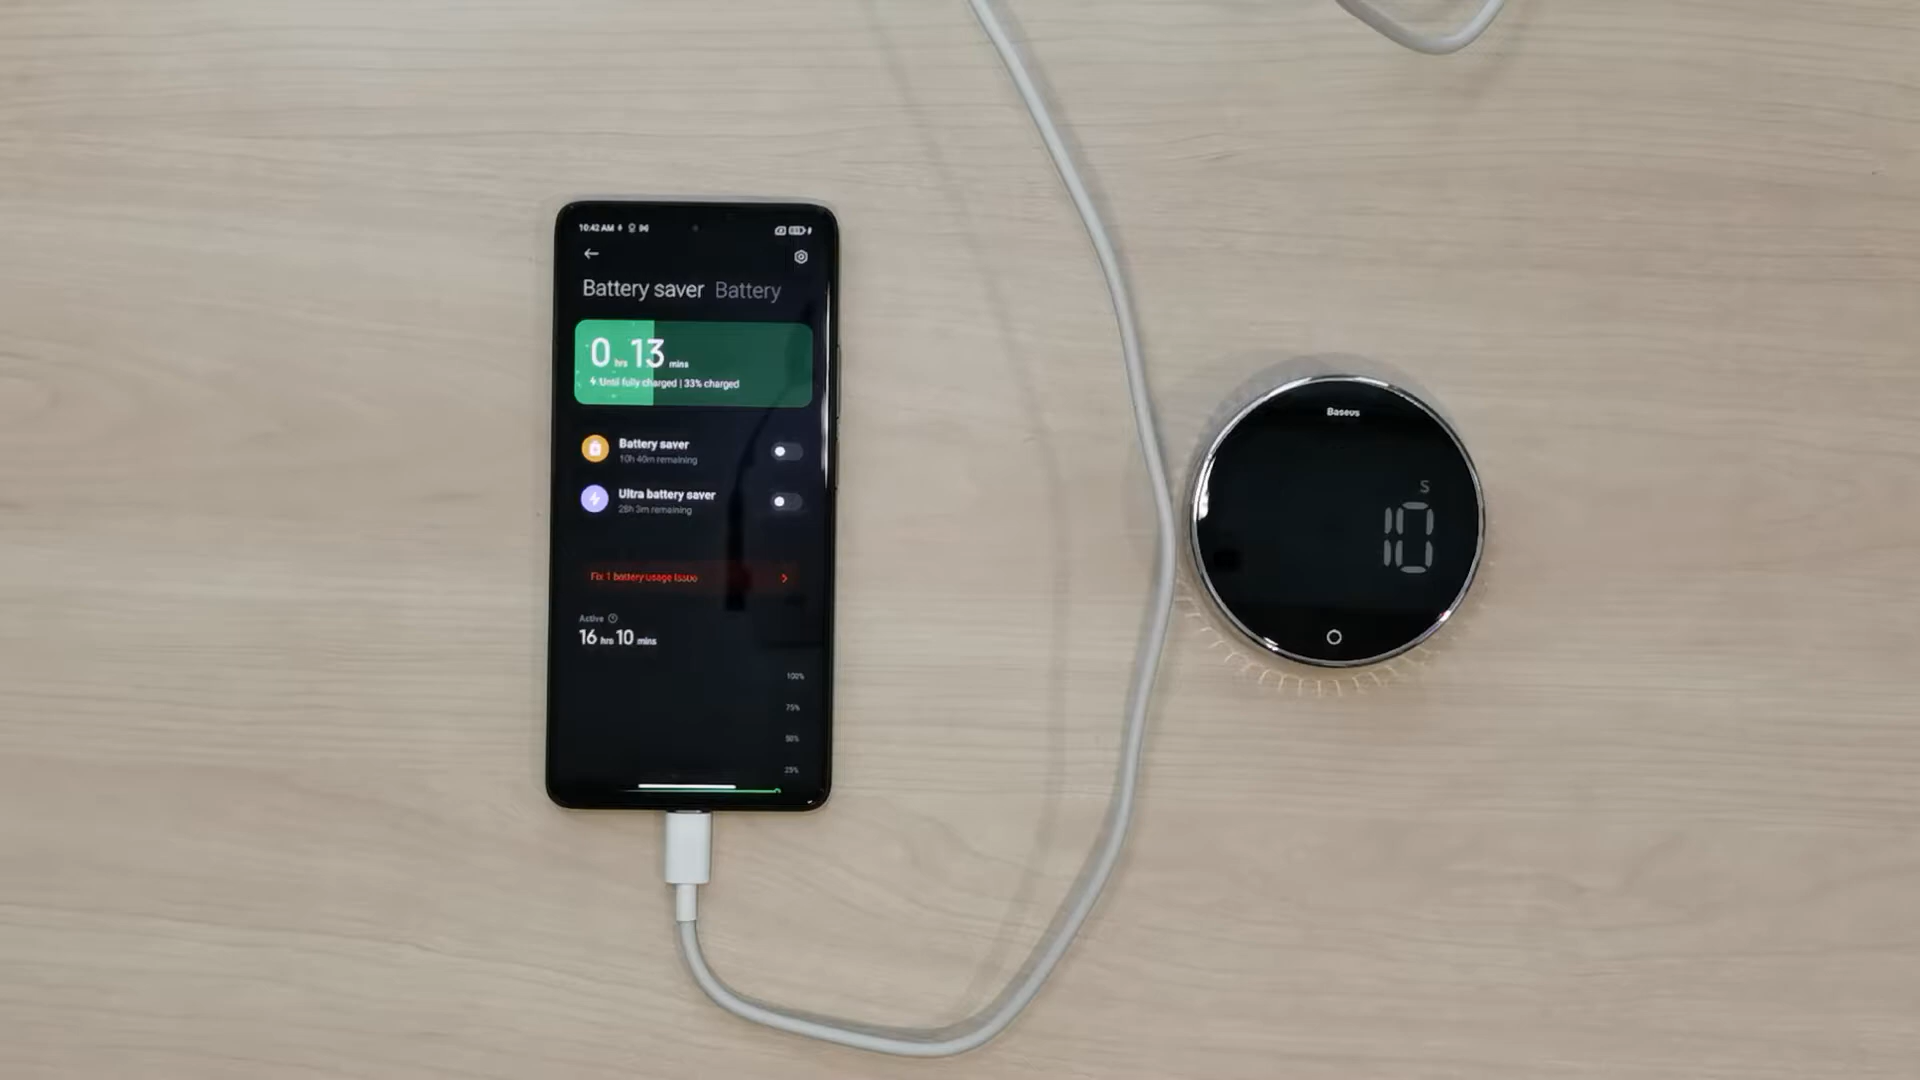 10:42 AM
Battery saver Battery
0 hrs 13 mins
Until fully charged | 33% charged
Battery saver
10h 40m remaining
Ultra battery saver
28h 3m remaining
Fix 1 battery usage issue
Active
16 hrs 10 mins
100%
75%
50%
25%
Baseus
S
10